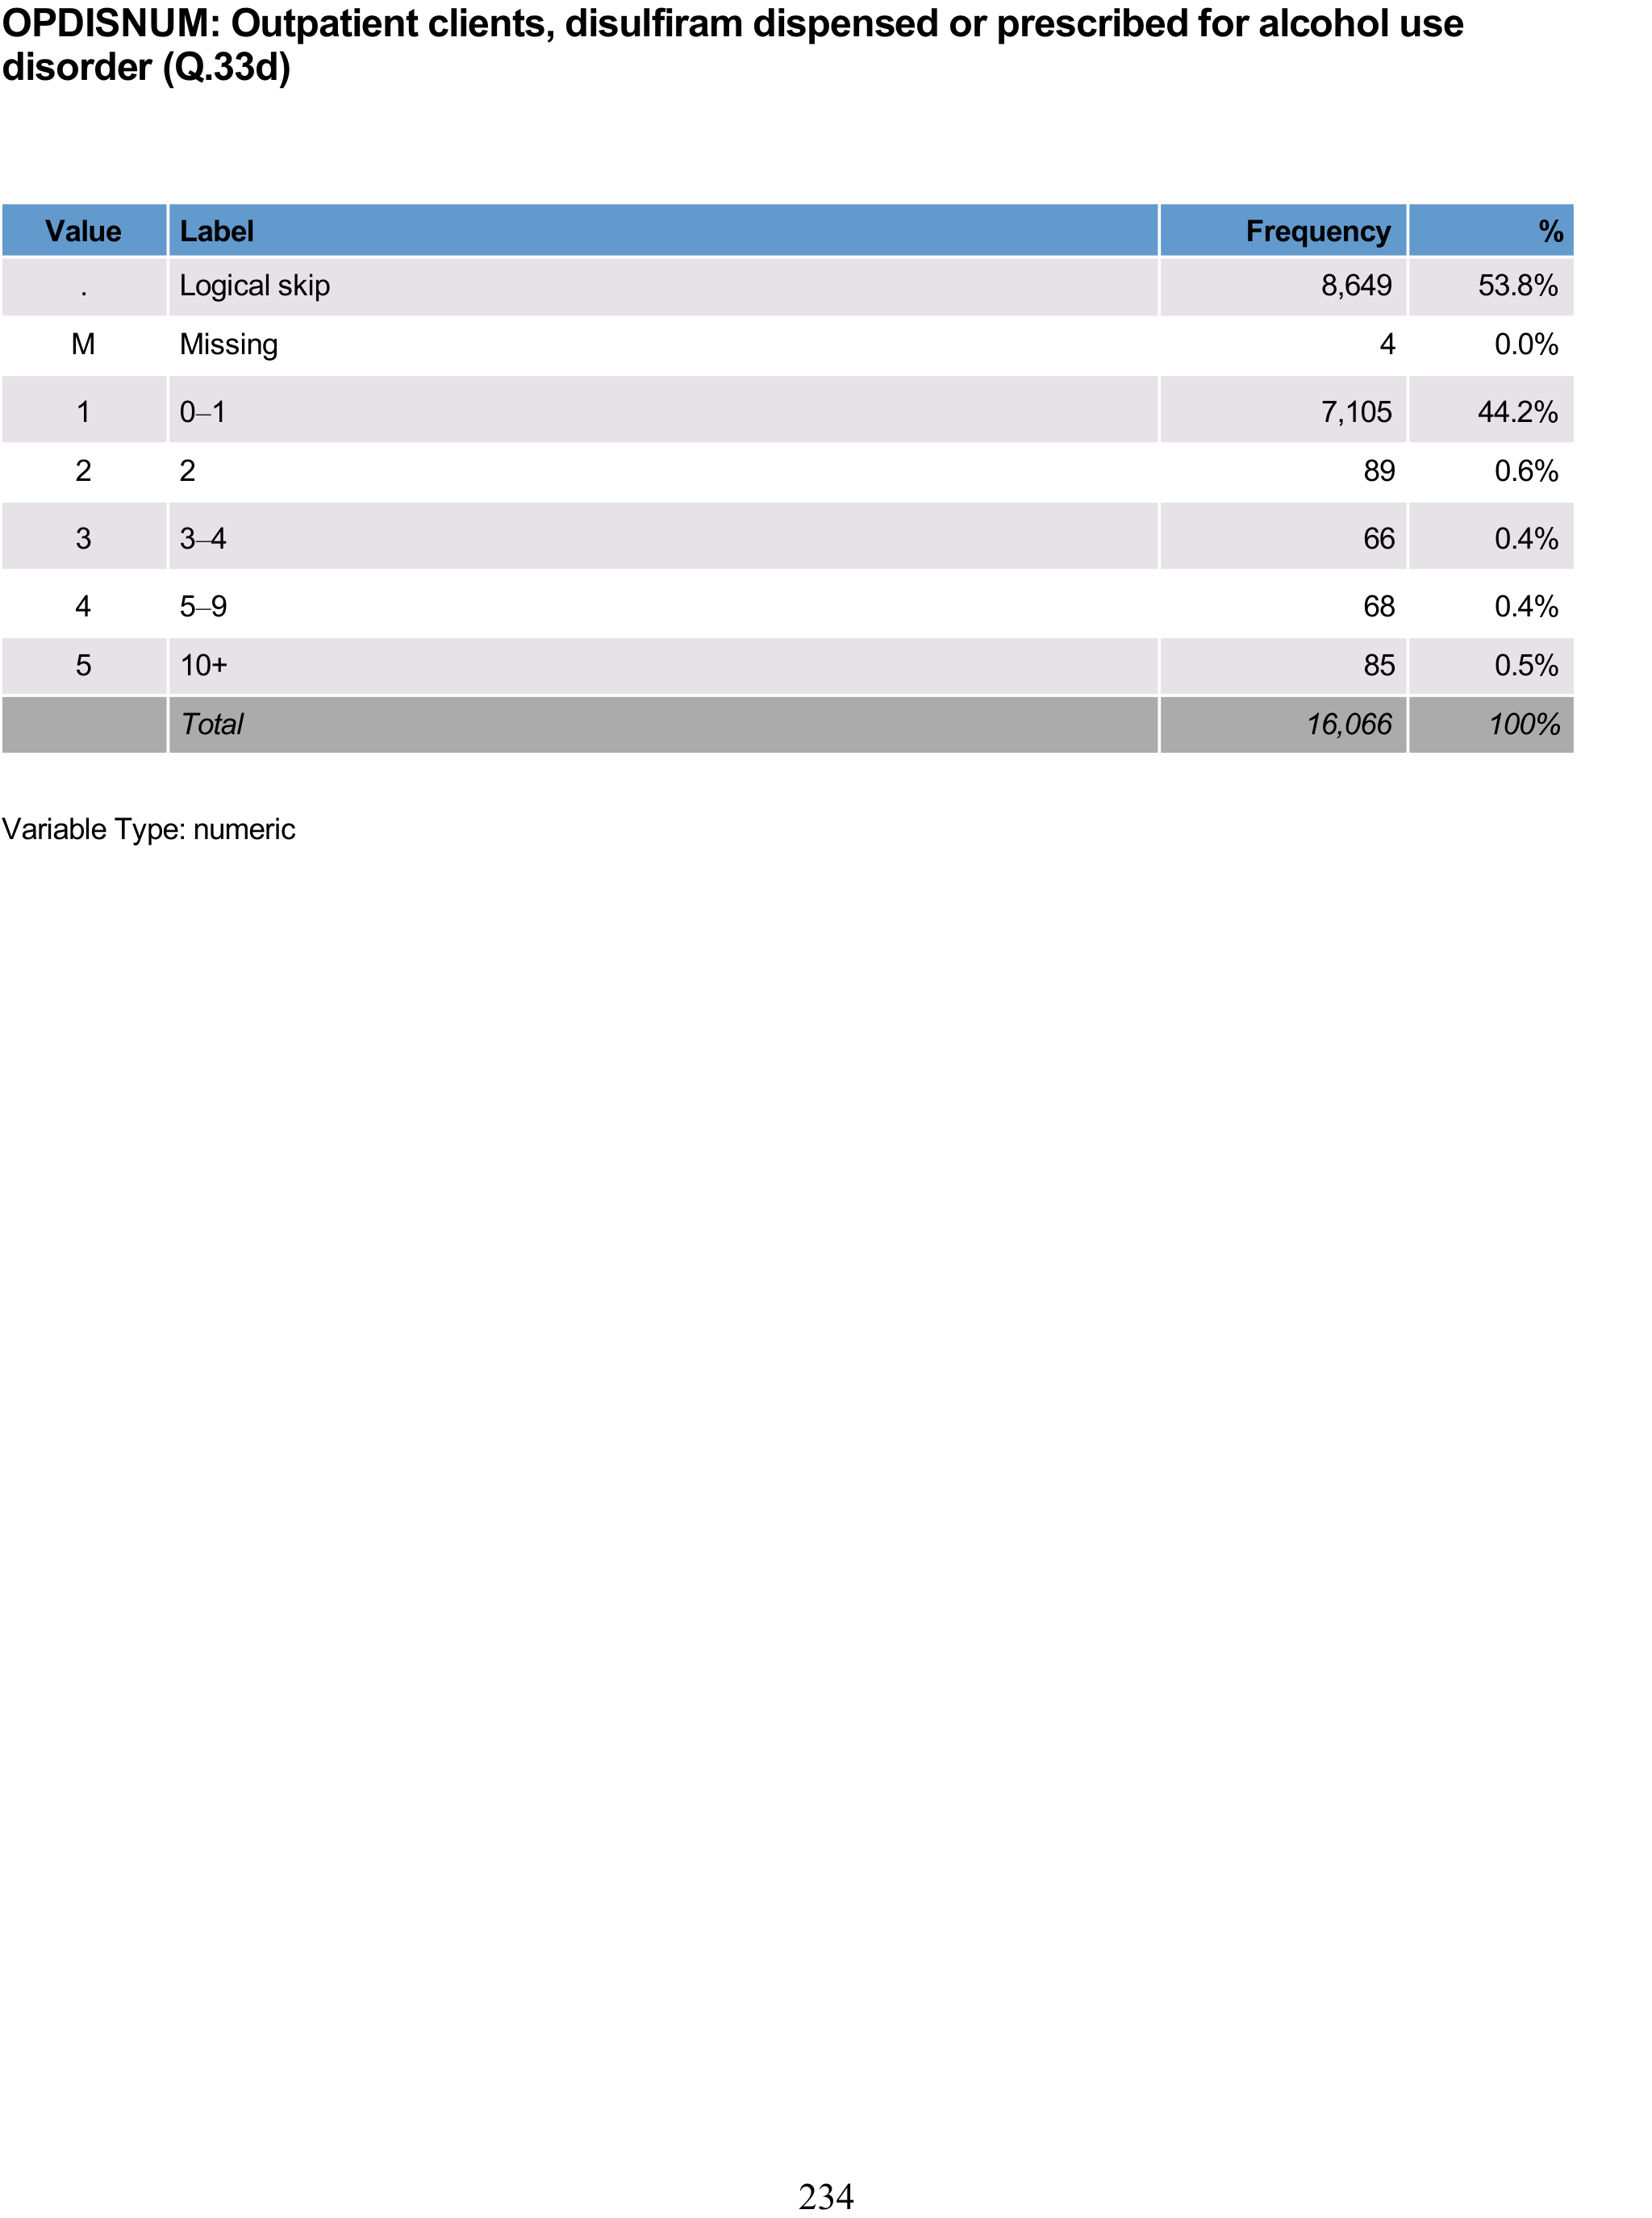 OPDISNUM: Outpatient clients, disulfiram dispensed or prescribed for alcohol use
disorder (Q.33d)
Value Label Frequency %
. Logical skip 8,649 53.8%
M Missing 4 0.0%
1 0–1 7,105 44.2%
2 2 89 0.6%
3 3–4 66 0.4%
4 5–9 68 0.4%
5 10+ 85 0.5%
Total 16,066 100%
Variable Type: numeric
234